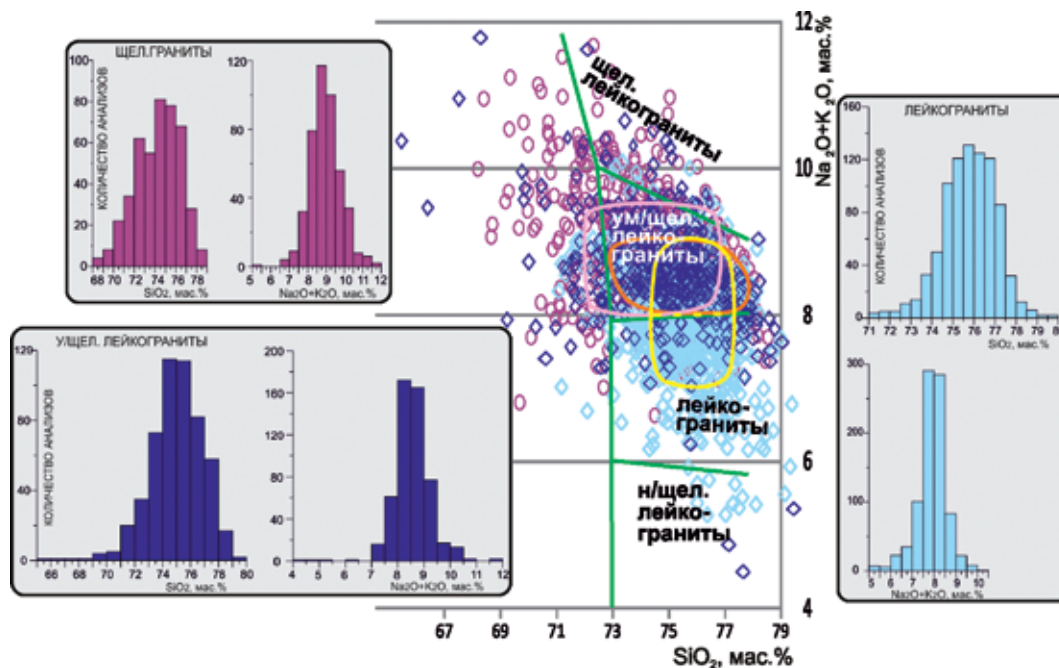 ЩЕЛ.ГРАНИТЫ
КОЛИЧЕСТВО АНАЛИЗОВ
100
80
60
40
20
0
68 70 72 74 76 78
SiO2, мас.%
120
80
40
0
5 6 7 8 9 10 11 12
Na2O+K2O, мас.%
У/ЩЕЛ. ЛЕЙКОГРАНИТЫ
КОЛИЧЕСТВО АНАЛИЗОВ
120
80
40
0
66 68 70 72 74 76 78 80
SiO2, мас.%
200
160
120
80
40
0
4 5 6 7 8 9 10 11 12
Na2O+K2O, мас.%
щел.
лейкограниты
ум/щел.
лейко-
граниты
лейко-
граниты
н/щел.
лейко-
граниты
12
10
8
6
4
Na2O+K2O, мас.%
67 69 71 73 75 77 79
SiO2, мас.%
ЛЕЙКОГРАНИТЫ
КОЛИЧЕСТВО АНАЛИЗОВ
160
120
80
40
0
71 72 73 74 75 76 77 78 79
SiO2, мас.%
300
200
100
0
5 6 7 8 9 10
Na2O+K2O, мас.%